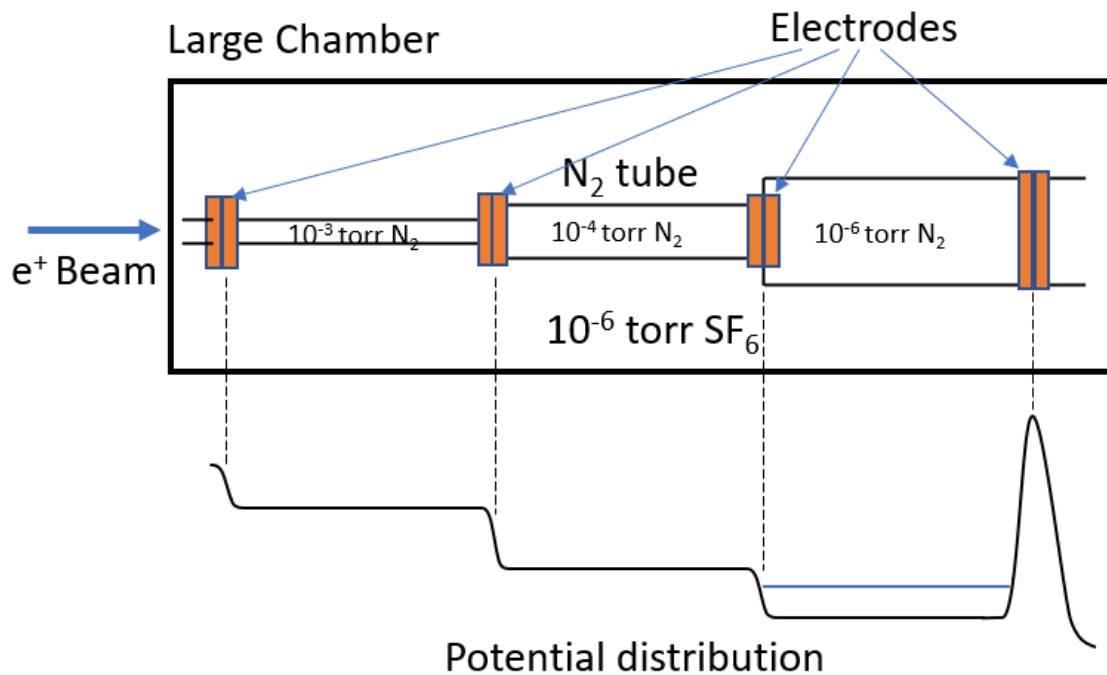 Large Chamber
Electrodes
N₂ tube
10⁻³ torr N₂
10⁻⁴ torr N₂
10⁻⁶ torr N₂
e⁺ Beam
10⁻⁶ torr SF₆
Potential distribution